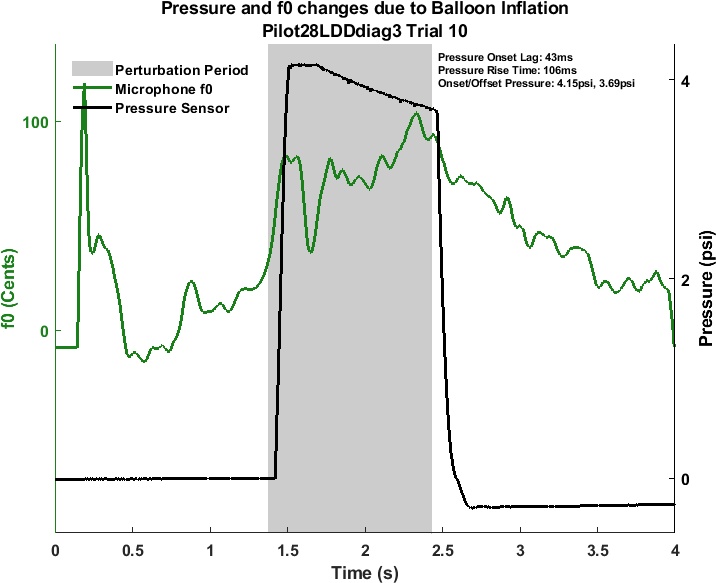 Pressure and f0 changes due to Balloon Inflation
Pilot28LDDdiag3 Trial 10
Perturbation Period
Microphone f0
Pressure Sensor
Pressure Onset Lag: 43ms
Pressure Rise Time: 106ms
Onset/Offset Pressure: 4.15psi, 3.69psi
100
0
f0 (Cents)
4
2
0
Pressure (psi)
0 0.5 1 1.5 2 2.5 3 3.5 4
Time (s)